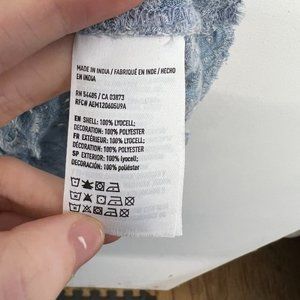 MADE IN INDIA / FABRIQUÉ EN INDE / HECHO
EN INDIA
RN 54485 / CA 03873
RFC# AEM120605U9A
EN SHELL: 100% LYOCELL;
DECORATION: 100% POLYESTER
FR EXTÉRIEUR: 100% LYOCELL;
DÉCORATION: 100% POLYESTER
SP EXTERIOR: 100% lyocell;
DECORACIÓN: 100% poliéster